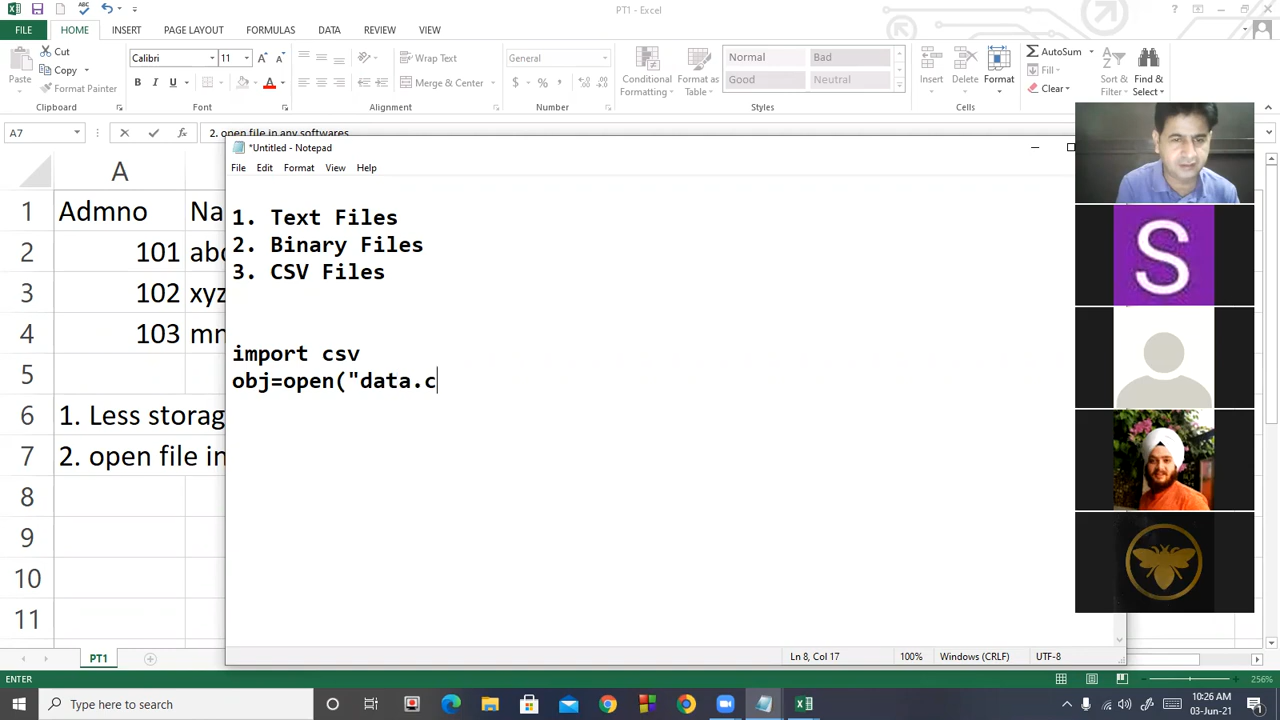 PT1 - Excel
FILE HOME INSERT PAGE LAYOUT FORMULAS DATA REVIEW VIEW
Cut
Copy
Format Painter
Paste
Clipboard
Calibri 11
B I U
Font
Wrap Text
Merge & Center
Alignment
General
$ % ,
Number
Conditional Formatting
Format as Table
Normal Bad
Good Neutral
Styles
Insert Delete Format
Cells
AutoSum
Fill
Clear
Sort & Filter
Find & Select
A7
2. open file in any softwares
A
1 Admno Na
2 101 abc
3 102 xyz
4 103 mn
5
6 1. Less storag
7 2. open file in
8
9
10
11
*Untitled - Notepad
File Edit Format View Help
1. Text Files
2. Binary Files
3. CSV Files
import csv
obj=open("data.c
Ln 8, Col 17 100% Windows (CRLF) UTF-8
S
PT1
ENTER 256%
Type here to search
10:26 AM
03-Jun-21